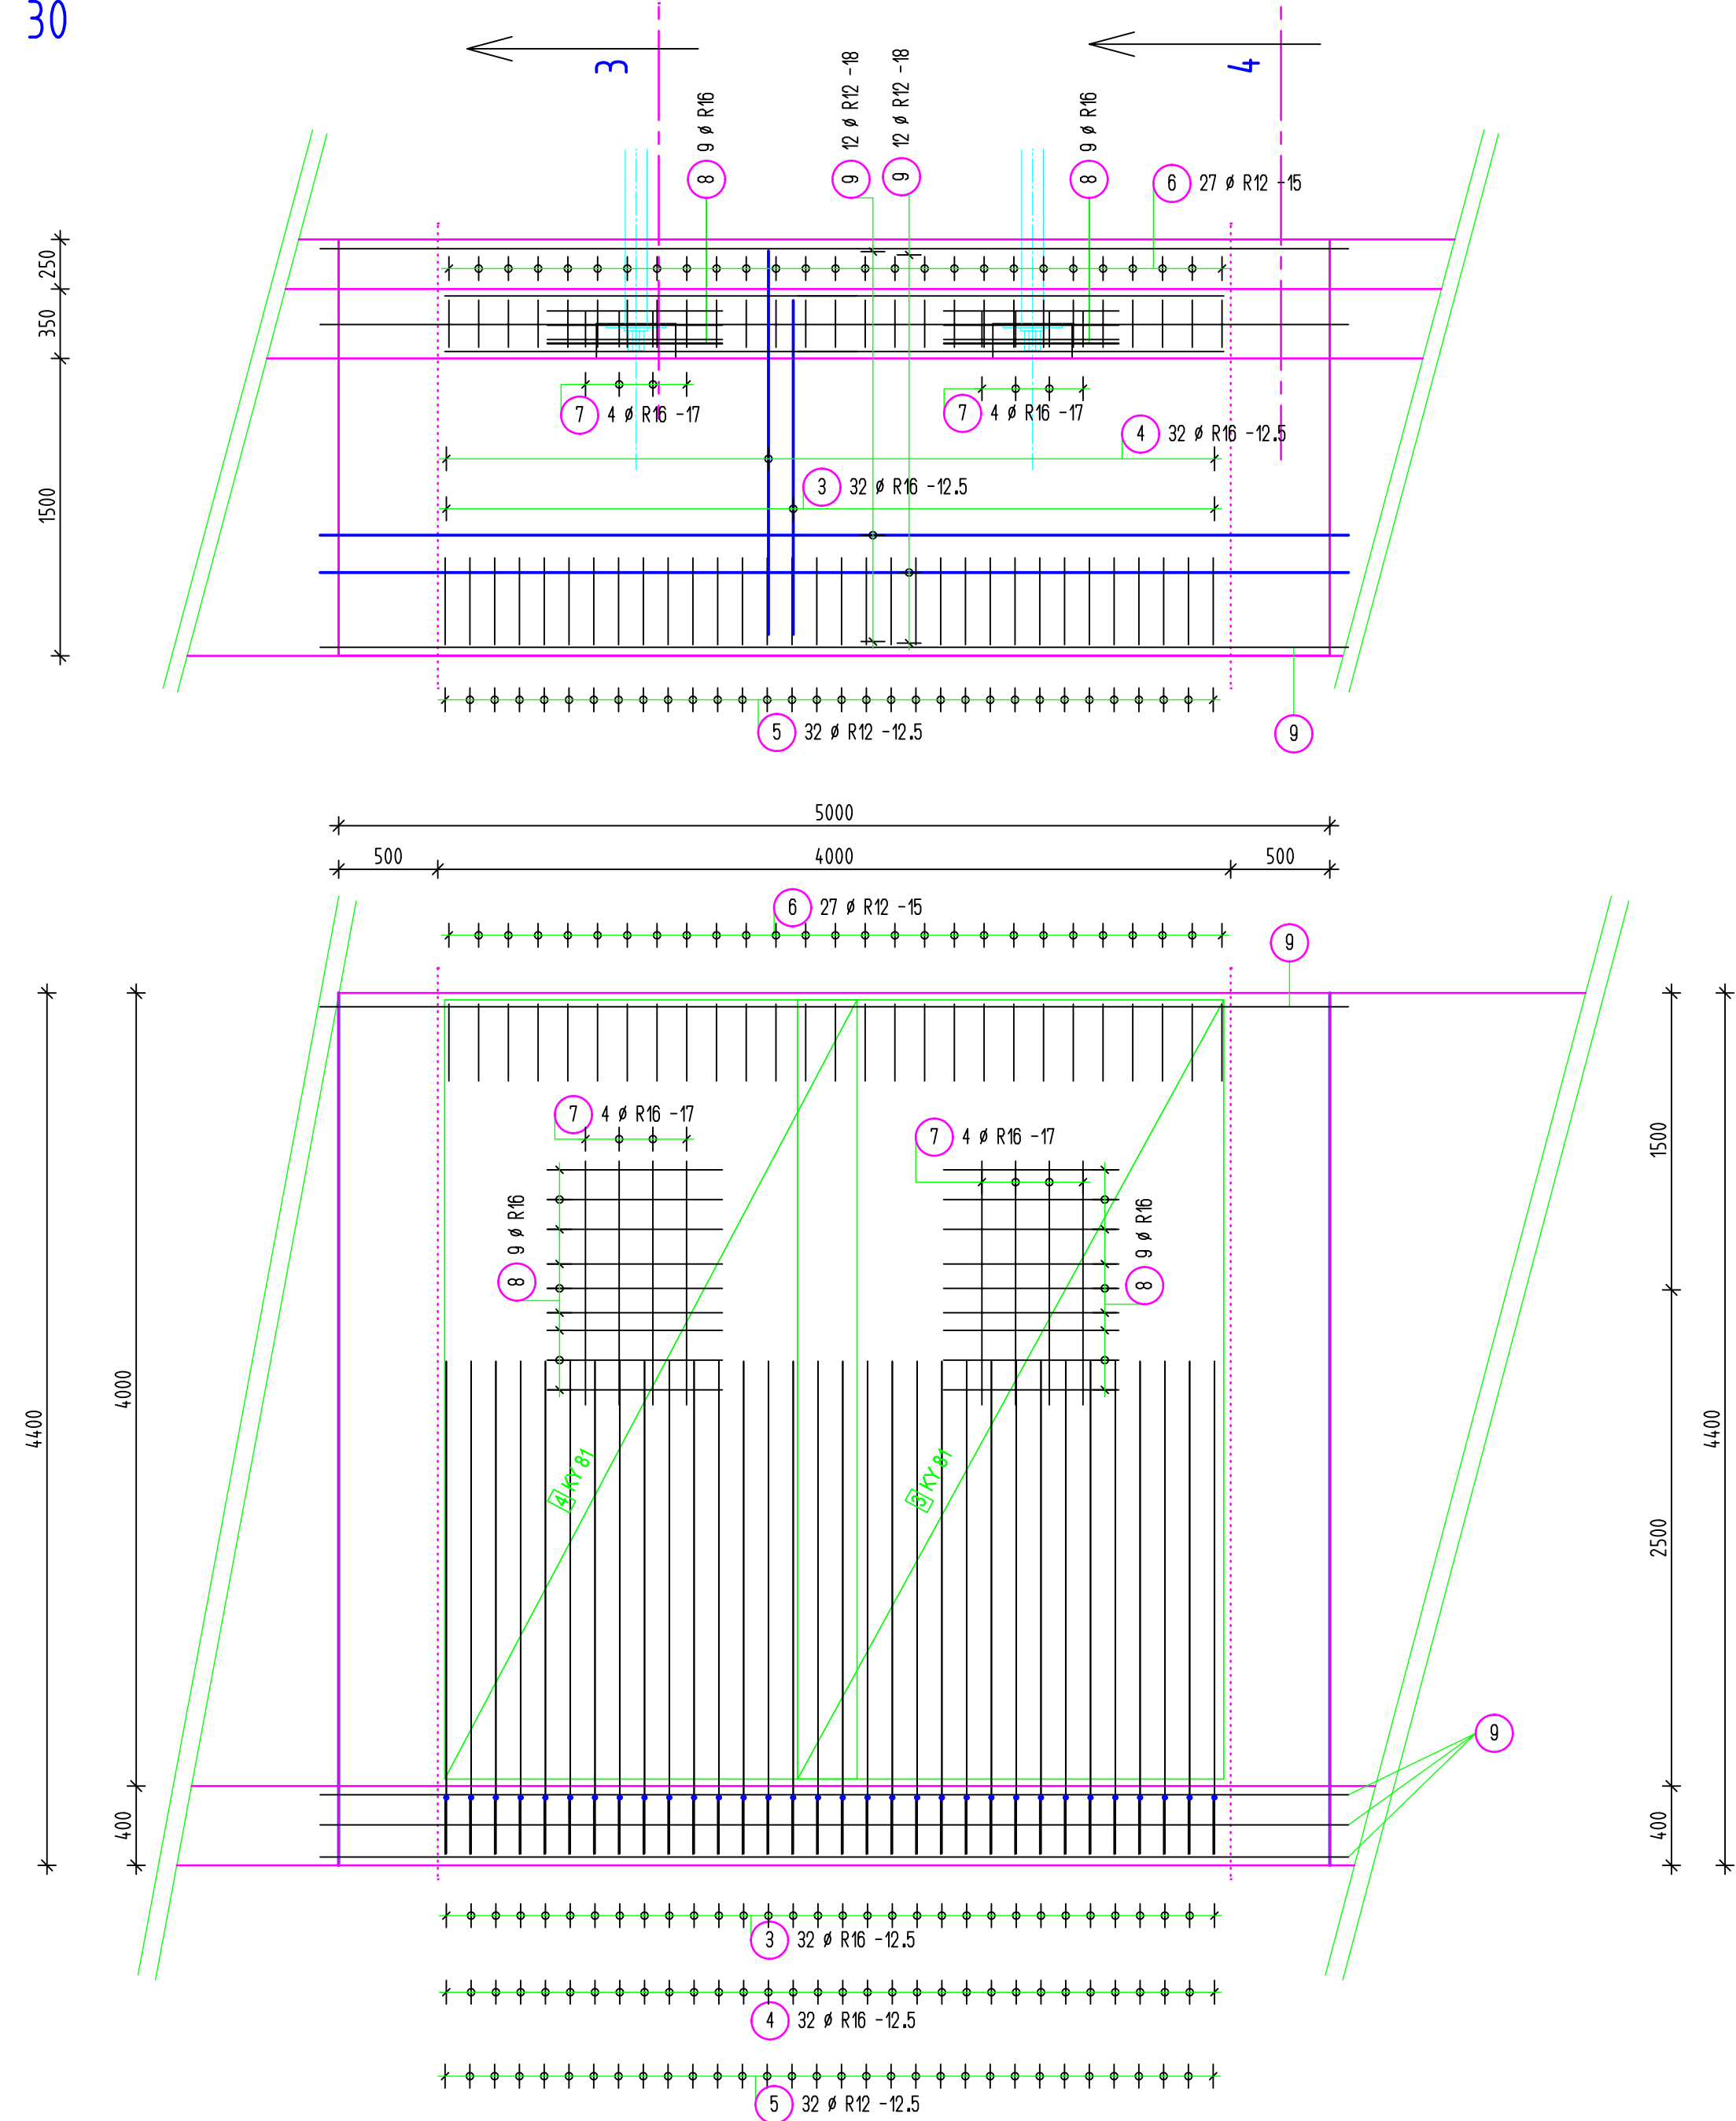 30
3
4
8 9 ø R16
9 12 ø R12 -18
9 12 ø R12 -18
8 9 ø R16
6 27 ø R12 -15
250
350
1500
7 4 ø R16 -17
7 4 ø R16 -17
4 32 ø R16 -12.5
3 32 ø R16 -12.5
5 32 ø R12 -12.5
9
5000
500 4000 500
6 27 ø R12 -15
9
7 4 ø R16 -17
7 4 ø R16 -17
8 9 ø R16
8 9 ø R16
4400
4000
400
1500
2500
400
4400
4 KY 81
3 KY 81
9
3 32 ø R16 -12.5
4 32 ø R16 -12.5
5 32 ø R12 -12.5